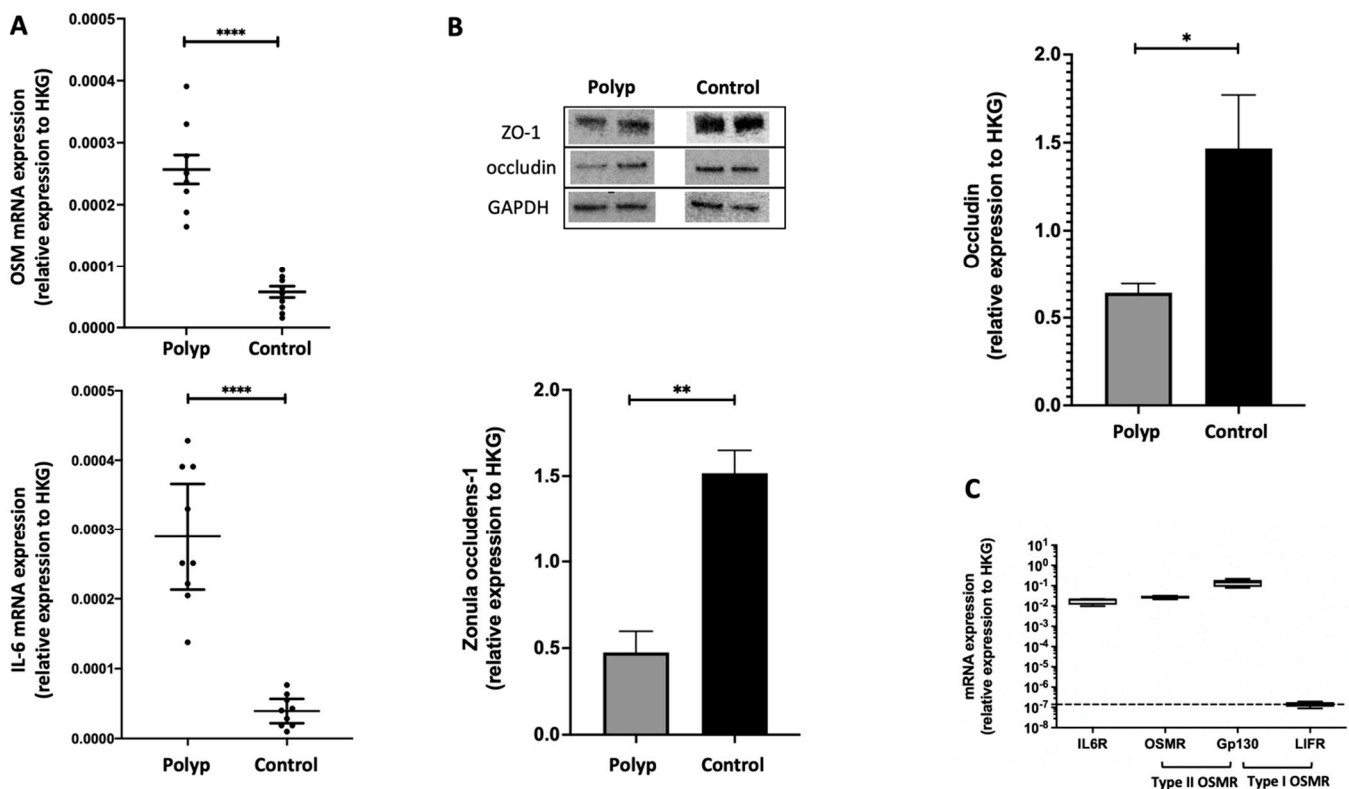 A
OSM mRNA expression
(relative expression to HKG)
0.0005
0.0004
0.0003
0.0002
0.0001
0.0000
****
Polyp Control
IL-6 mRNA expression
(relative expression to HKG)
0.0005
0.0004
0.0003
0.0002
0.0001
0.0000
****
Polyp Control
B
Polyp Control
ZO-1
occludin
GAPDH
Zonula occludens-1
(relative expression to HKG)
2.0
1.5
1.0
0.5
0.0
**
Polyp Control
Occludin
(relative expression to HKG)
2.0
1.5
1.0
0.5
0.0
*
Polyp Control
C
mRNA expression
(relative expression to HKG)
10¹
10⁰
10⁻¹
10⁻²
10⁻³
10⁻⁴
10⁻⁵
10⁻⁶
10⁻⁷
10⁻⁸
IL6R OSMR Gp130 LIFR
Type II OSMR Type I OSMR